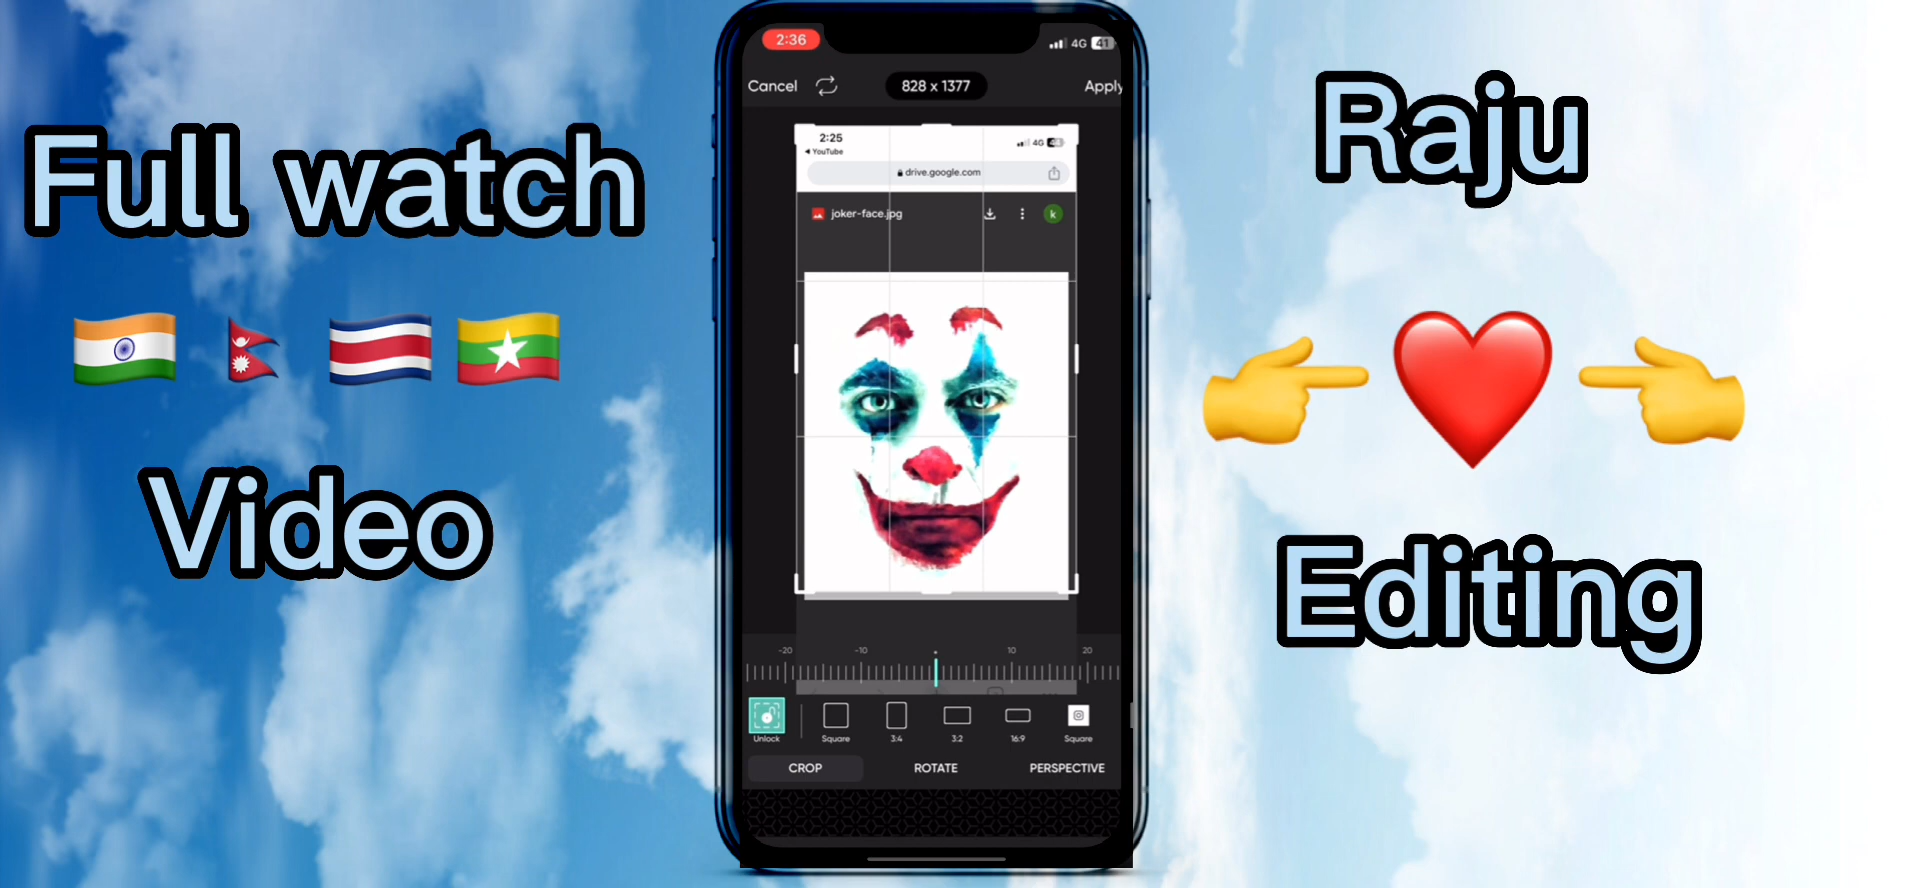 Full watch
Video
2:36
4G 41
Cancel
828 x 1377
Apply
2:25
4G
YouTube
drive.google.com
joker-face.jpg
k
-20
-10
10
20
Unlock
Square
3:4
3:2
16:9
Square
CROP
ROTATE
PERSPECTIVE
Raju
Editing